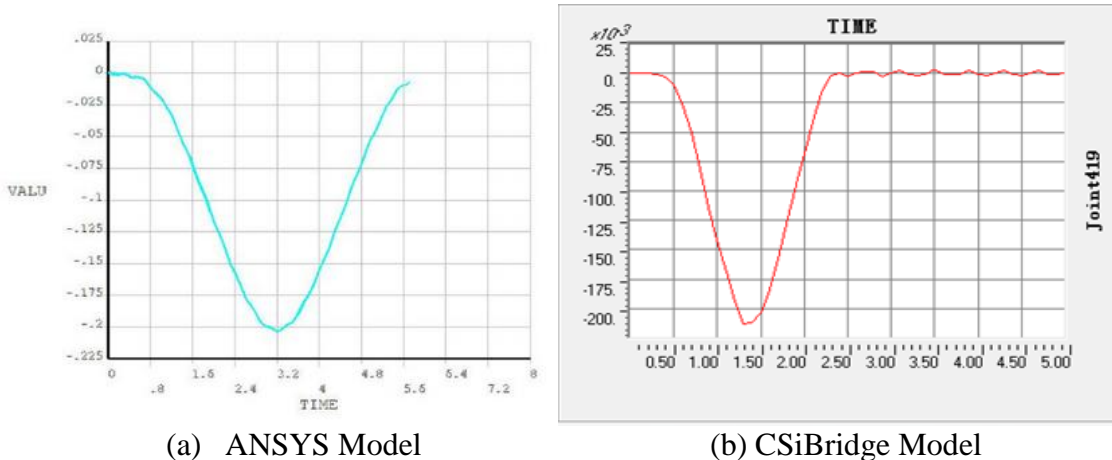 .025
0
-.025
-.05
-.075
VALU
-.1
-.125
-.15
-.175
-.2
-.225
0 1.6 3.2 4.8 6.4 8
.8 2.4 4 5.6 7.2
TIME
x10-3
TIME
25.
0.
-25.
-50.
-75.
-100.
-125.
-150.
-175.
-200.
0.50 1.00 1.50 2.00 2.50 3.00 3.50 4.00 4.50 5.00
Joint419
(a) ANSYS Model
(b) CSiBridge Model